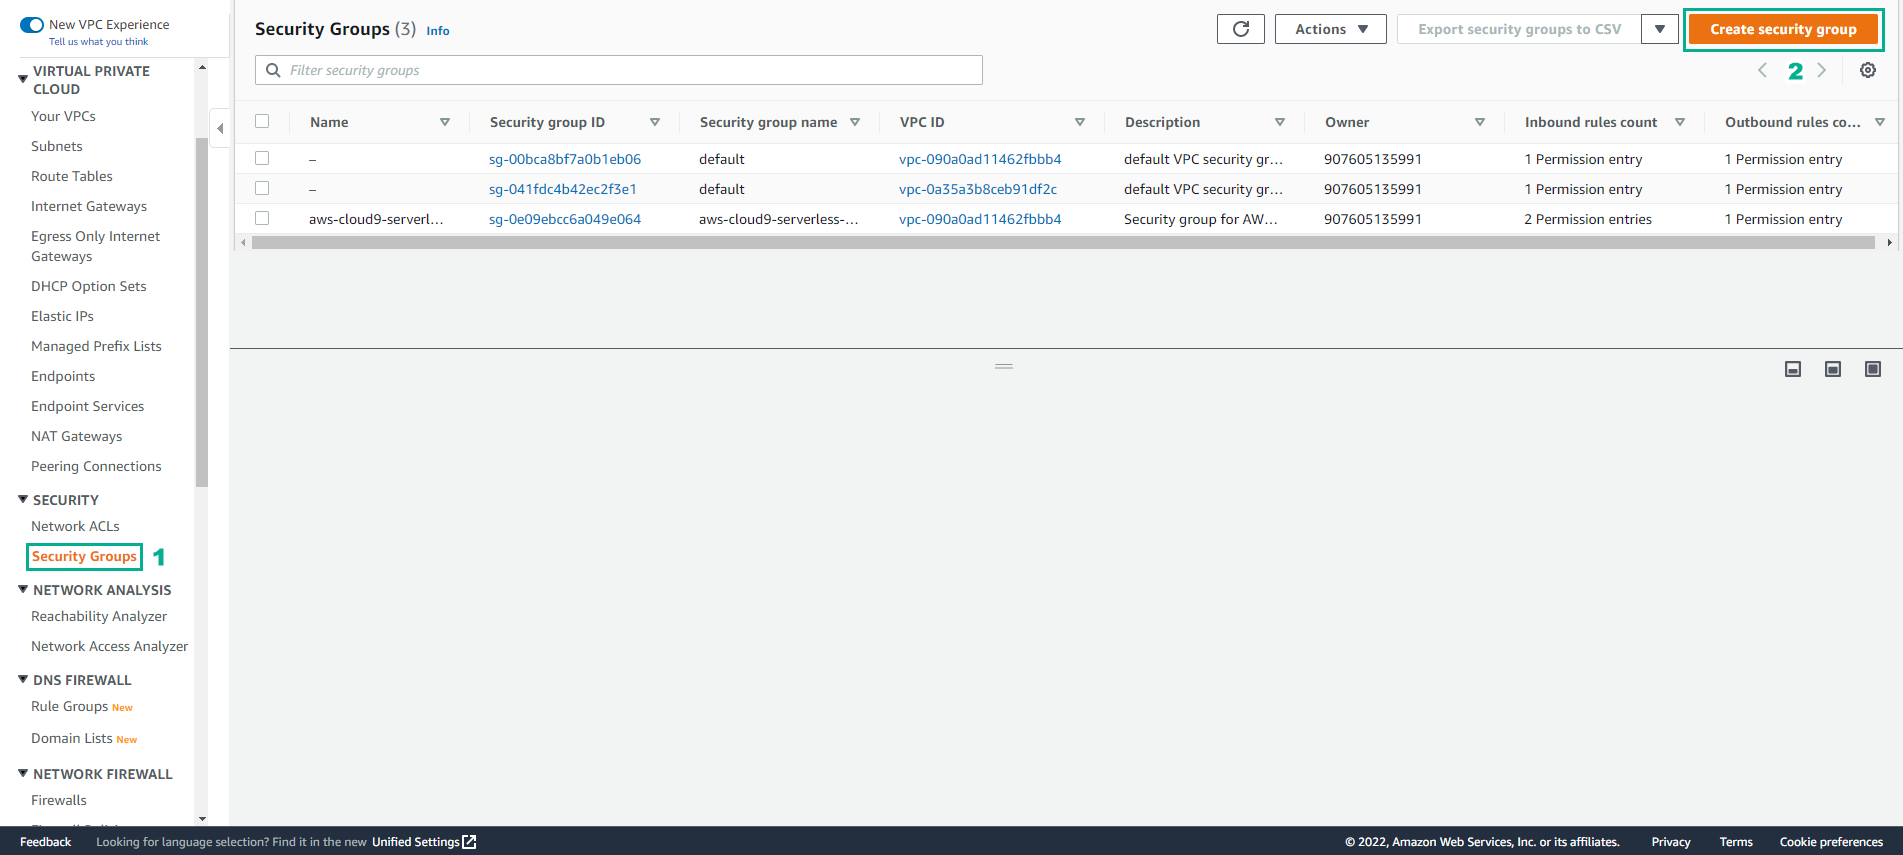 New VPC Experience
Tell us what you think
VIRTUAL PRIVATE
CLOUD
Your VPCs
Subnets
Route Tables
Internet Gateways
Egress Only Internet
Gateways
DHCP Option Sets
Elastic IPs
Managed Prefix Lists
Endpoints
Endpoint Services
NAT Gateways
Peering Connections
SECURITY
Network ACLs
Security Groups 1
NETWORK ANALYSIS
Reachability Analyzer
Network Access Analyzer
DNS FIREWALL
Rule Groups New
Domain Lists New
NETWORK FIREWALL
Firewalls
Security Groups (3) Info
Actions
Export security groups to CSV
Create security group
Filter security groups
2
Name Security group ID Security group name VPC ID Description Owner Inbound rules count Outbound rules co...
– sg-00bca8bf7a0b1eb06 default vpc-090a0ad11462fbbb4 default VPC security gr... 907605135991 1 Permission entry 1 Permission entry
– sg-041fdc4b42ec2f3e1 default vpc-0a35a3b8ceb91df2c default VPC security gr... 907605135991 1 Permission entry 1 Permission entry
aws-cloud9-serverl... sg-0e09ebcc6a049e064 aws-cloud9-serverless-... vpc-090a0ad11462fbbb4 Security group for AW... 907605135991 2 Permission entries 1 Permission entry
Feedback Looking for language selection? Find it in the new Unified Settings © 2022, Amazon Web Services, Inc. or its affiliates. Privacy Terms Cookie preferences